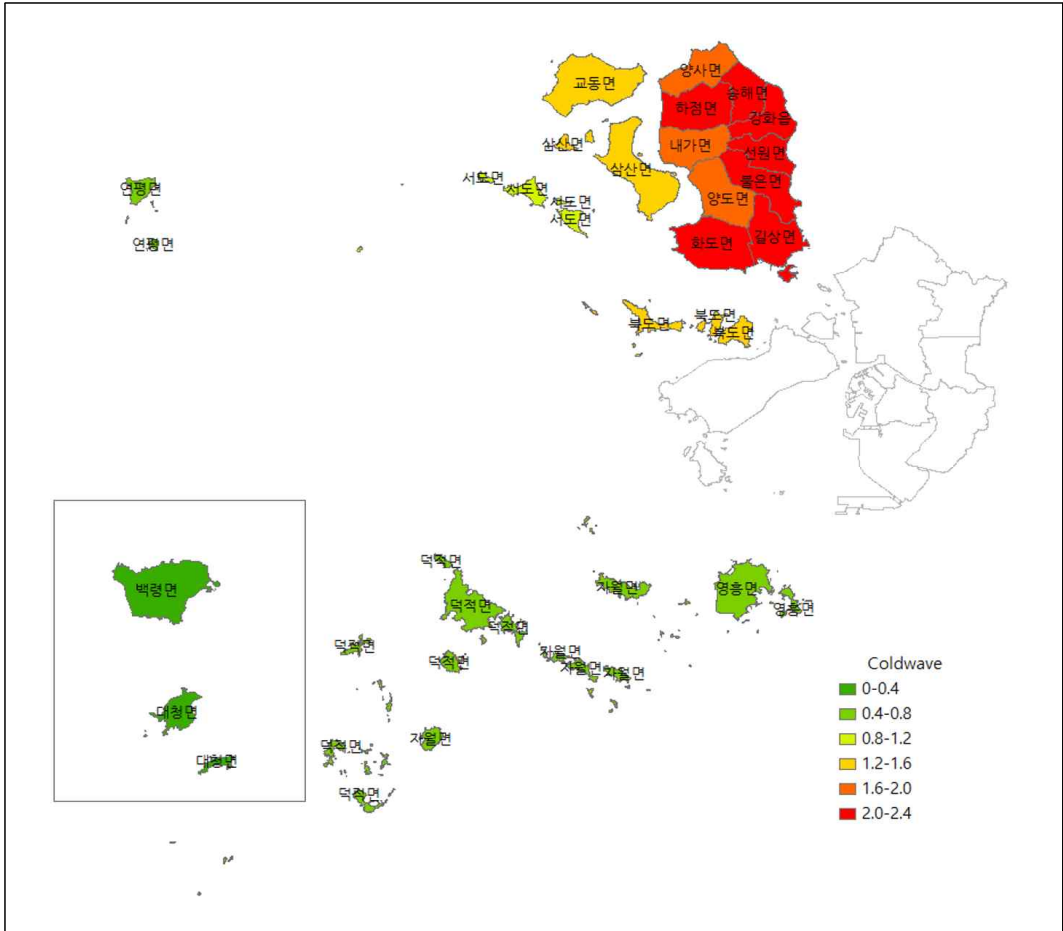 양사면
교동면
송해면
하점면
강화읍
삼산면
내가면
선원면
삼산면
불은면
서도면
연평면
서도면
양도면
서도면
서도면
길상면
연평면
화도면
북도면
북도면
북도면
덕적면
백령면
자월면
영흥면
덕적면
영흥면
덕적면
덕적면
자월면
덕적면
자월면
자월면
대청면
자월면
덕적면
대청면
덕적면
Coldwave
0-0.4
0.4-0.8
0.8-1.2
1.2-1.6
1.6-2.0
2.0-2.4